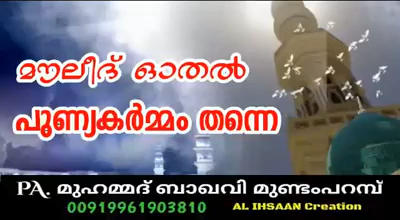 മൗലീദ് ഓതൽ
പൂണ്യകർമ്മം തന്നെ
PA. മുഹമ്മദ് ബാഖവി മുണ്ടംപറമ്പ്
00919961903810 AL IHSAAN Creation